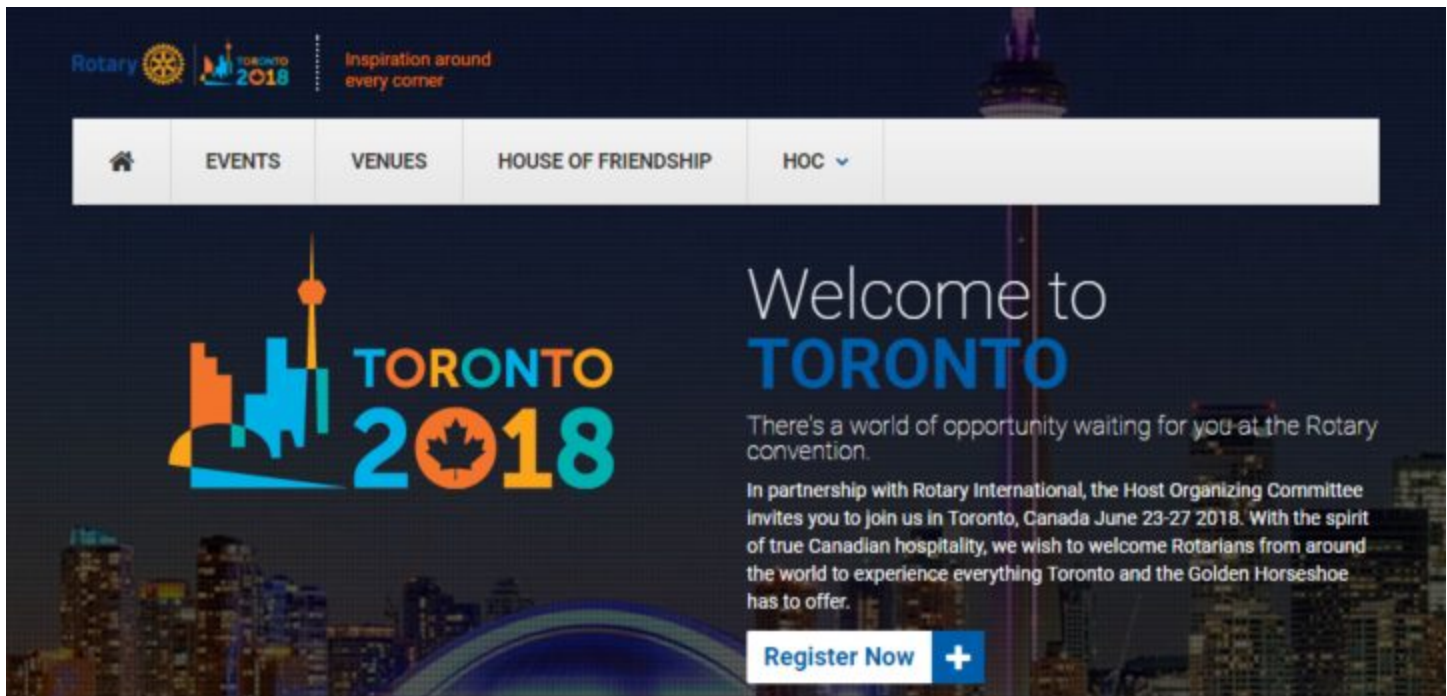 Rotary
TORONTO
2018
Inspiration around
every corner
EVENTS
VENUES
HOUSE OF FRIENDSHIP
HOC
TORONTO
2018
Welcome to
TORONTO
There's a world of opportunity waiting for you at the Rotary
convention.
In partnership with Rotary International, the Host Organizing Committee
invites you to join us in Toronto, Canada June 23-27 2018. With the spirit
of true Canadian hospitality, we wish to welcome Rotarians from around
the world to experience everything Toronto and the Golden Horseshoe
has to offer.
Register Now +